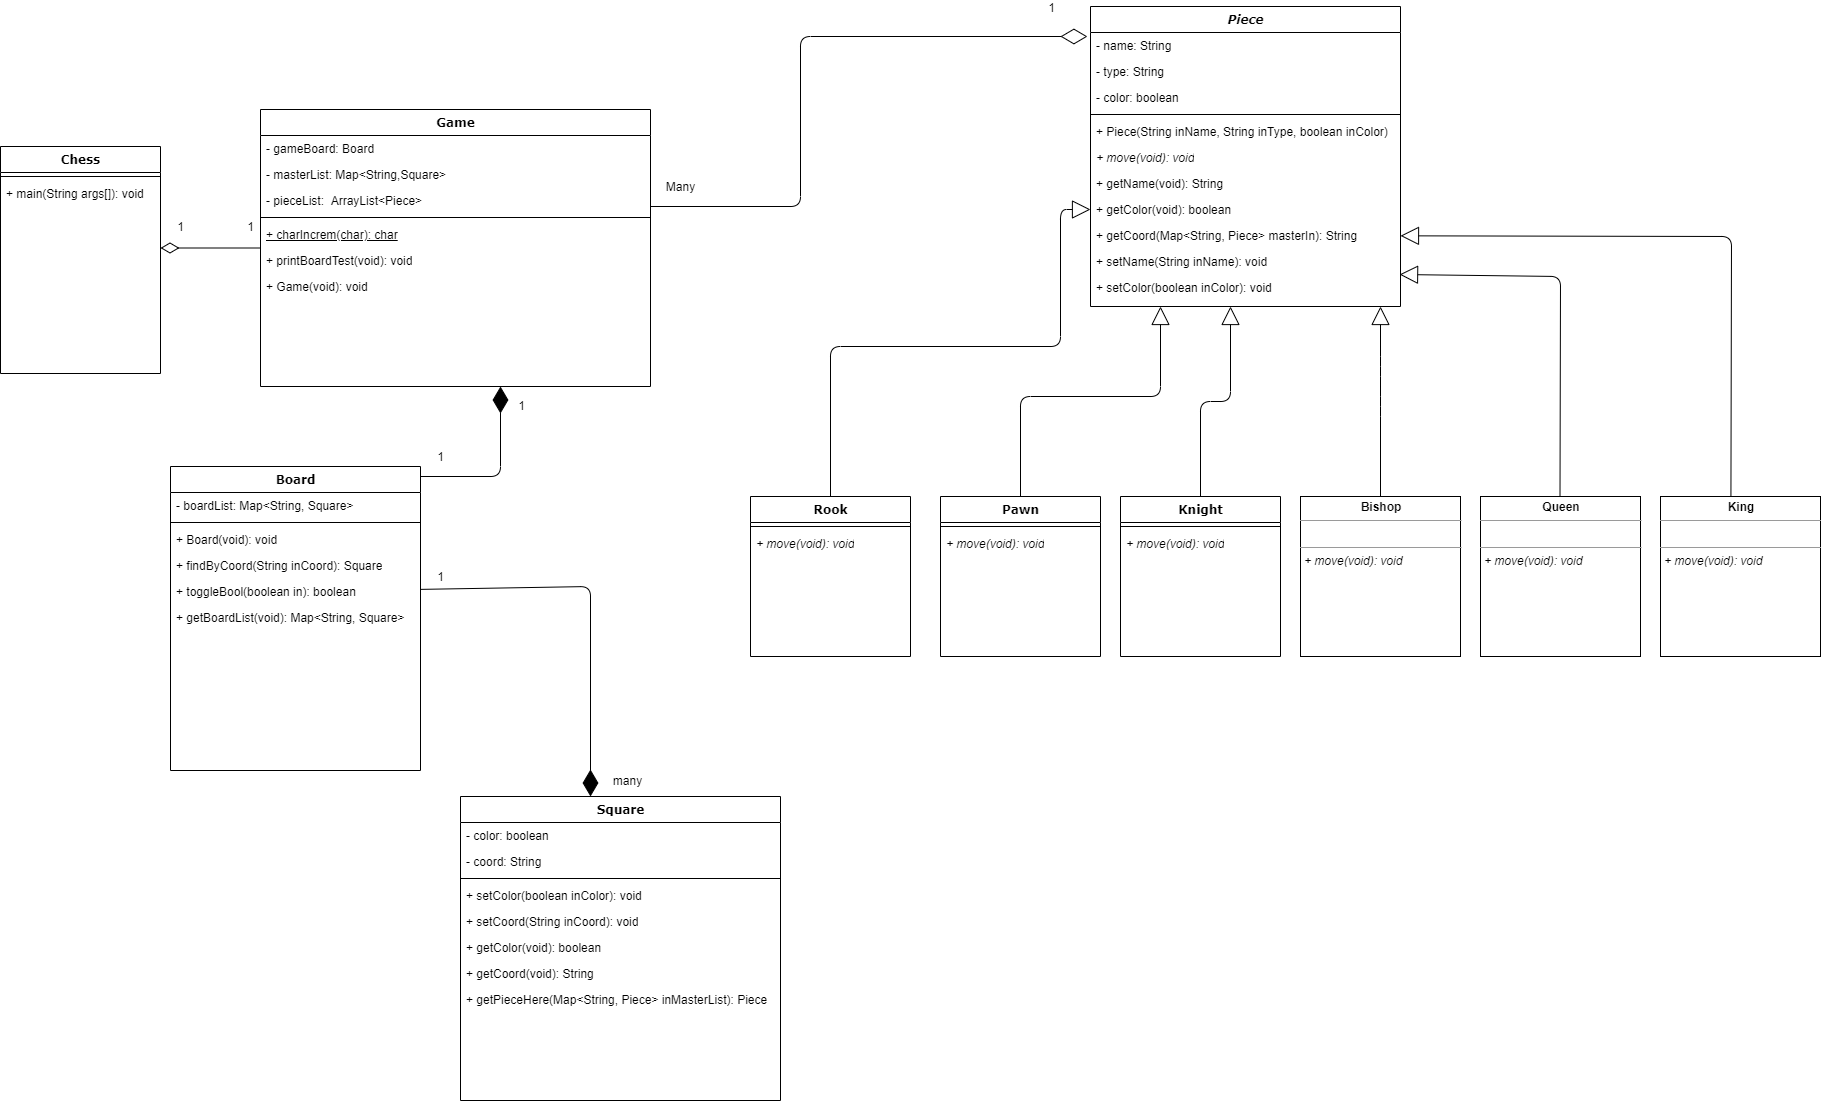 Chess
+ main(String args[]): void
1
1
Game
- gameBoard: Board
- masterList: Map<String,Square>
- pieceList:  ArrayList<Piece>
+ charIncrem(char): char
+ printBoardTest(void): void
+ Game(void): void
Many
1
Piece
- name: String
- type: String
- color: boolean
+ Piece(String inName, String inType, boolean inColor)
+ move(void): void
+ getName(void): String
+ getColor(void): boolean
+ getCoord(Map<String, Piece> masterIn): String
+ setName(String inName): void
+ setColor(boolean inColor): void
1
1
Board
- boardList: Map<String, Square>
+ Board(void): void
+ findByCoord(String inCoord): Square
+ toggleBool(boolean in): boolean
+ getBoardList(void): Map<String, Square>
1
many
Rook
+ move(void): void
Pawn
+ move(void): void
Knight
+ move(void): void
Bishop
+ move(void): void
Queen
+ move(void): void
King
+ move(void): void
Square
- color: boolean
- coord: String
+ setColor(boolean inColor): void
+ setCoord(String inCoord): void
+ getColor(void): boolean
+ getCoord(void): String
+ getPieceHere(Map<String, Piece> inMasterList): Piece